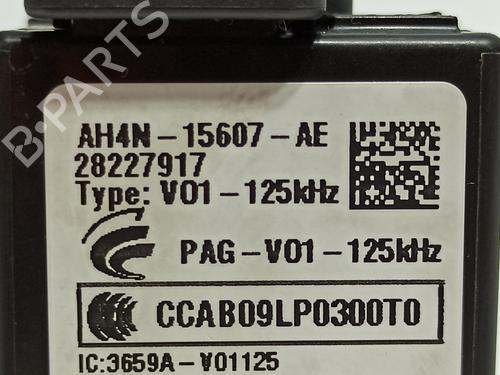 AH4N-15607-AE
28227917
Type: V01-125kHz
PAG-V01-125kHz
CCAB09LP0300T0
IC:3659A-V01125
B-PARTS